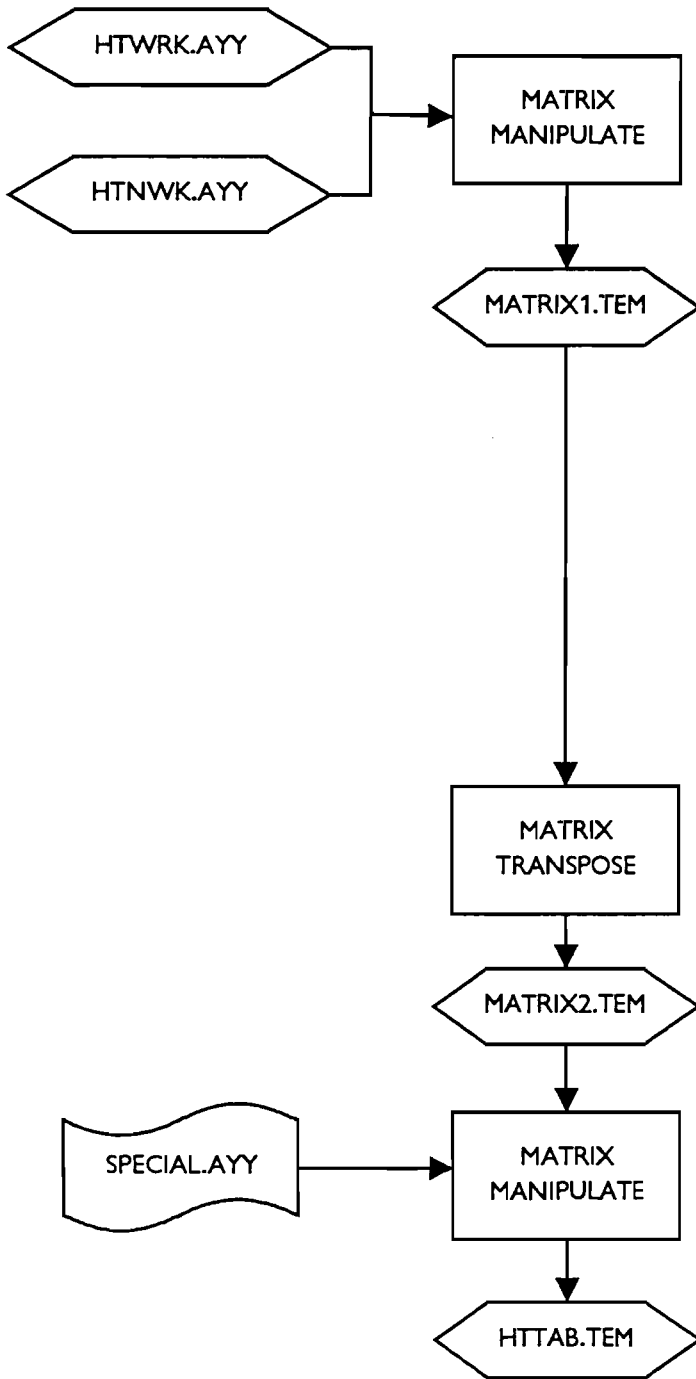 HTWRK.AYY
MATRIX
MANIPULATE
HTNWK.AYY
MATRIX1.TEM
MATRIX
TRANSPOSE
MATRIX2.TEM
SPECIAL.AYY
MATRIX
MANIPULATE
HTTAB.TEM